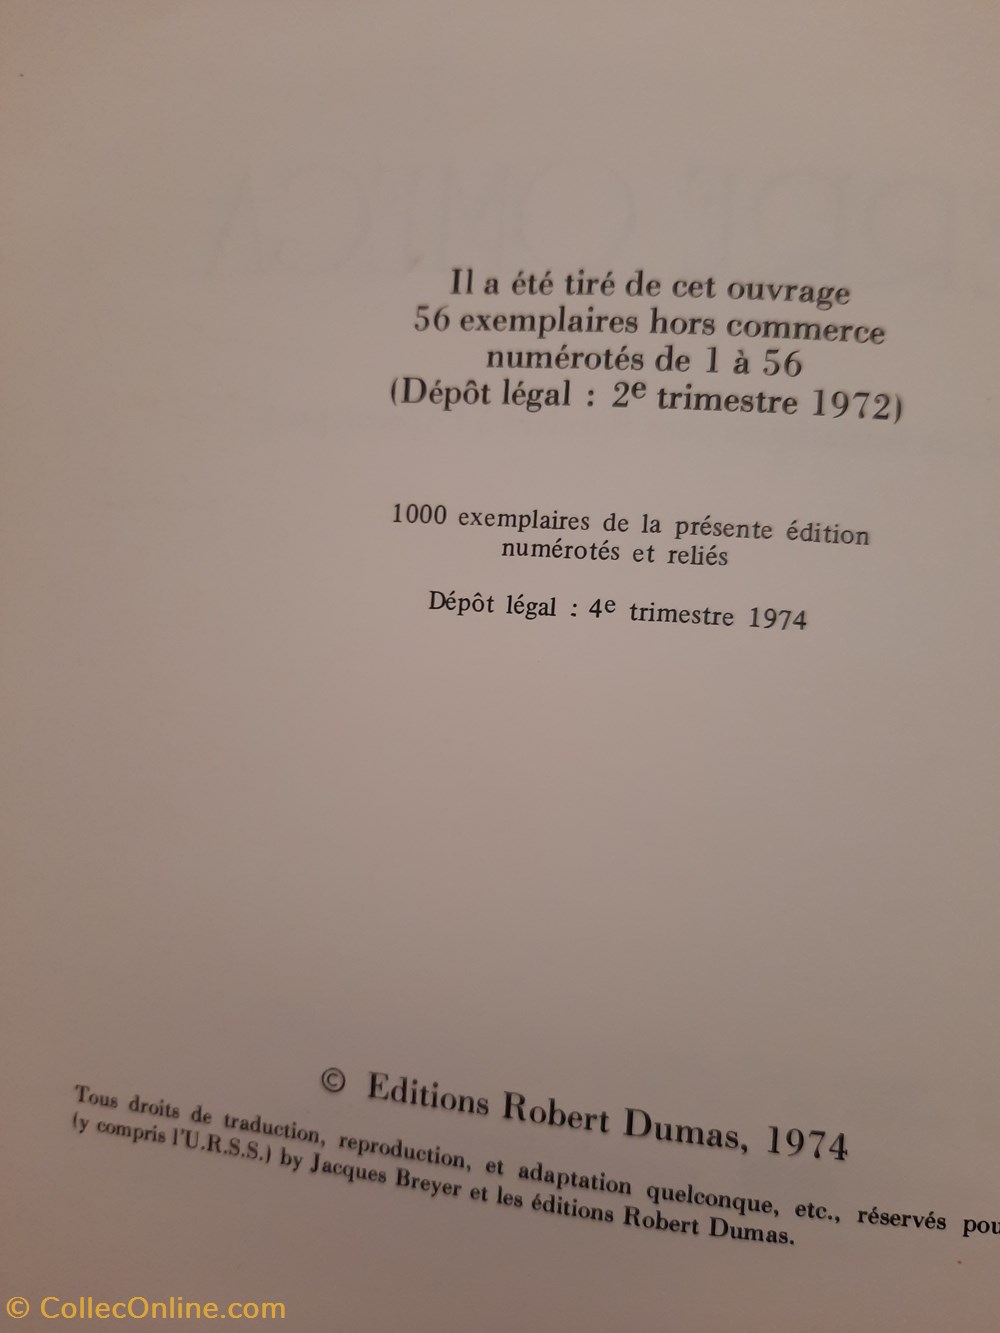 Il a été tiré de cet ouvrage
56 exemplaires hors commerce
numérotés de 1 à 56
(Dépôt légal : 2e trimestre 1972)
1000 exemplaires de la présente édition
numérotés et reliés
Dépôt légal : 4e trimestre 1974
© Editions Robert Dumas, 1974
Tous droits de traduction, reproduction, et adaptation quelconque, etc., réservés pou
(y compris l'U.R.S.S.) by Jacques Breyer et les éditions Robert Dumas.
© CollecOnline.com